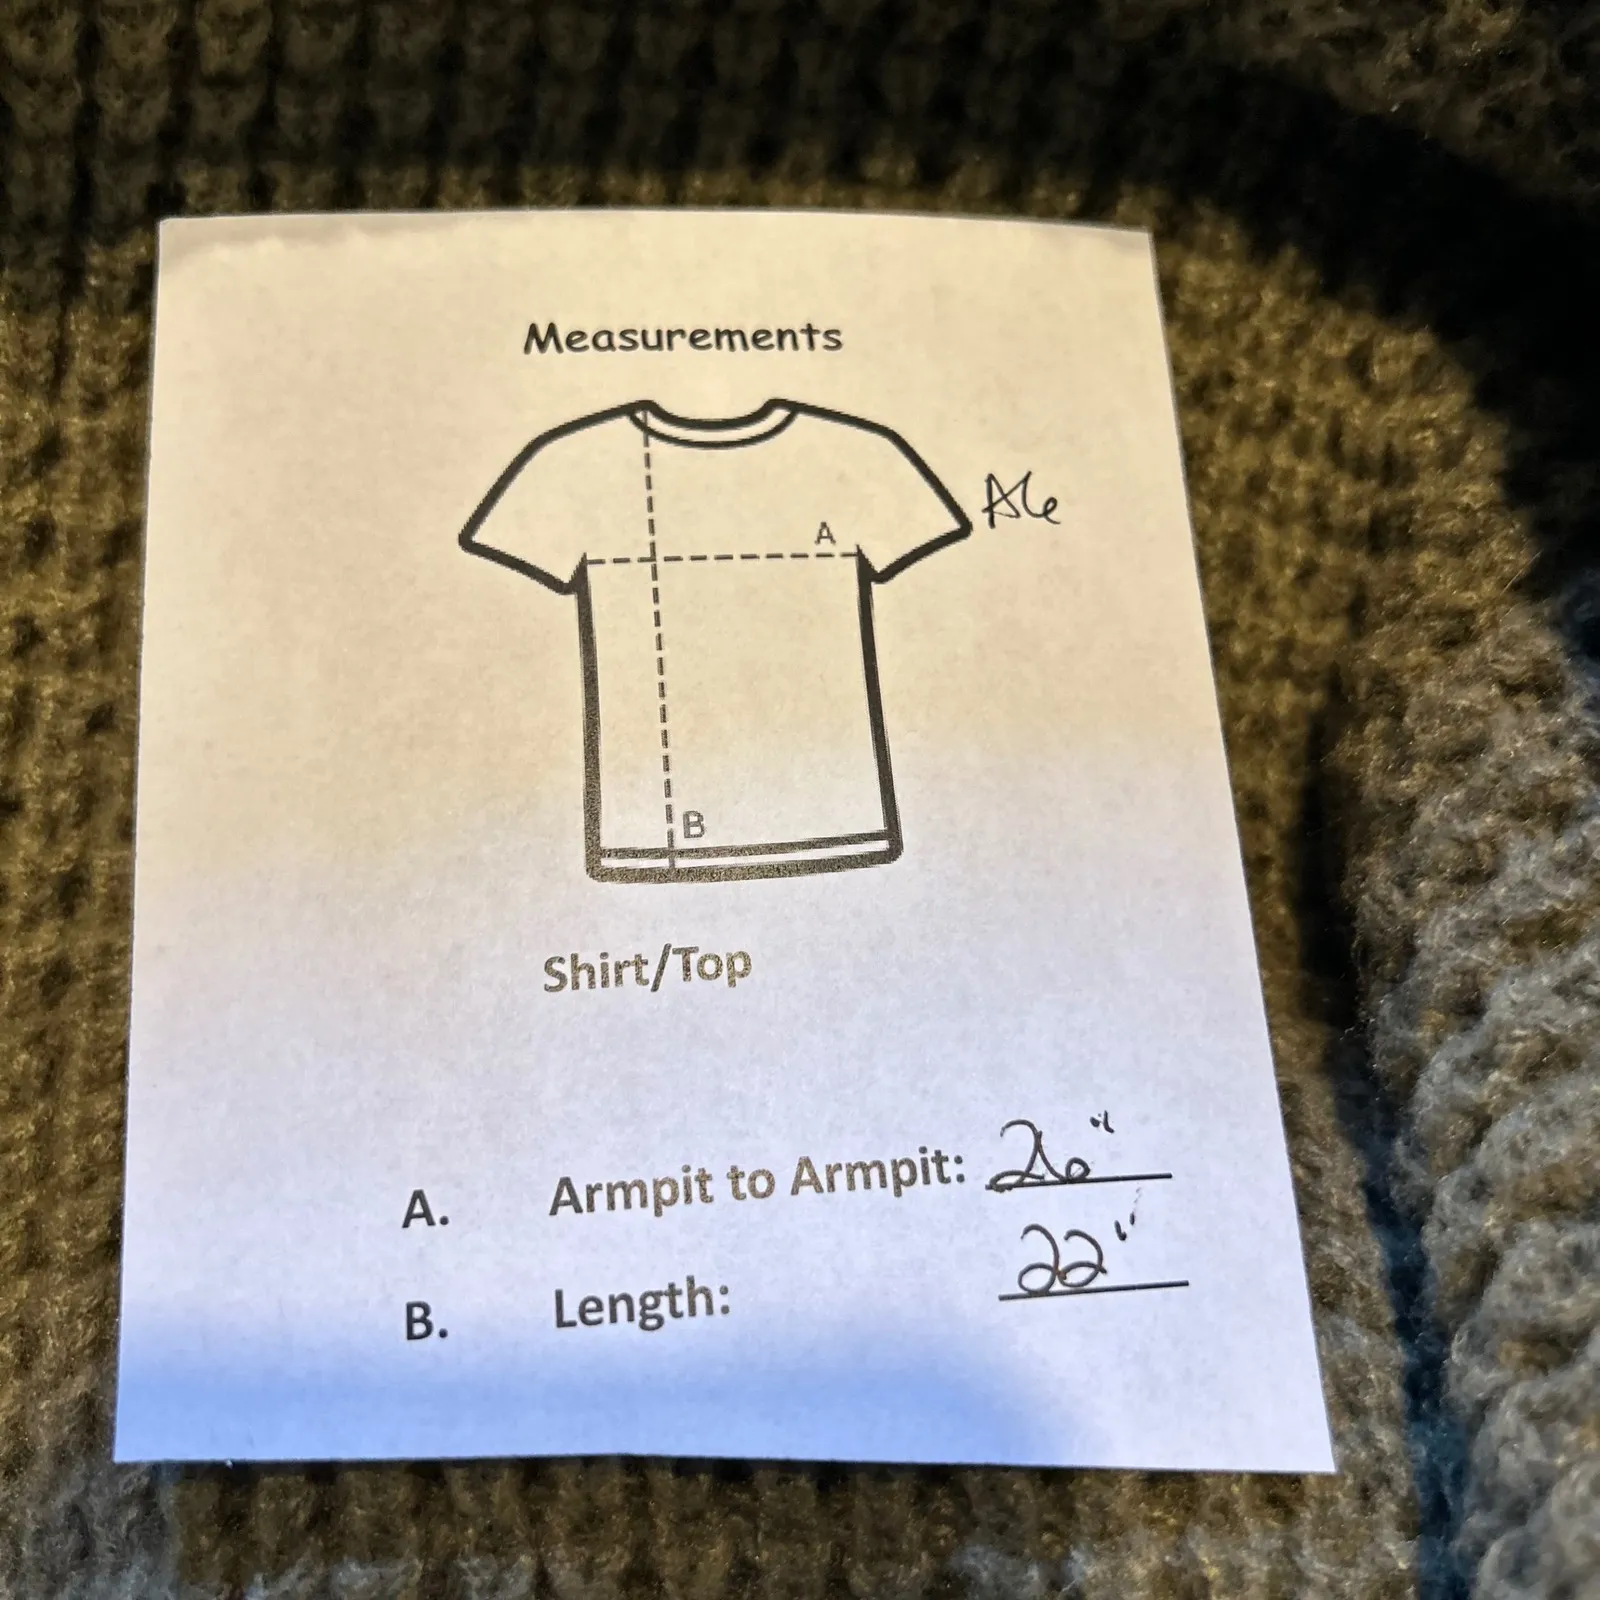 Measurements
A
B
Shirt/Top
A. Armpit to Armpit: 26"
B. Length: 22"